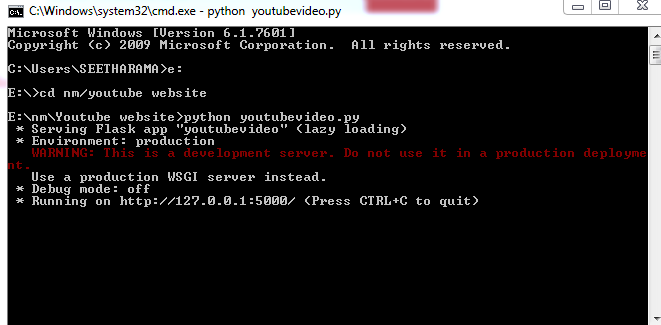 C:\Windows\system32\cmd.exe - python  youtubevideo.py
Microsoft Windows [Version 6.1.7601]
Copyright (c) 2009 Microsoft Corporation.  All rights reserved.
C:\Users\SEETHARAMA>e:
E:\>cd nm/youtube website
E:\nm\Youtube website>python youtubevideo.py
 * Serving Flask app "youtubevideo" (lazy loading)
 * Environment: production
   WARNING: This is a development server. Do not use it in a production deployme
nt.
   Use a production WSGI server instead.
 * Debug mode: off
 * Running on http://127.0.0.1:5000/ (Press CTRL+C to quit)